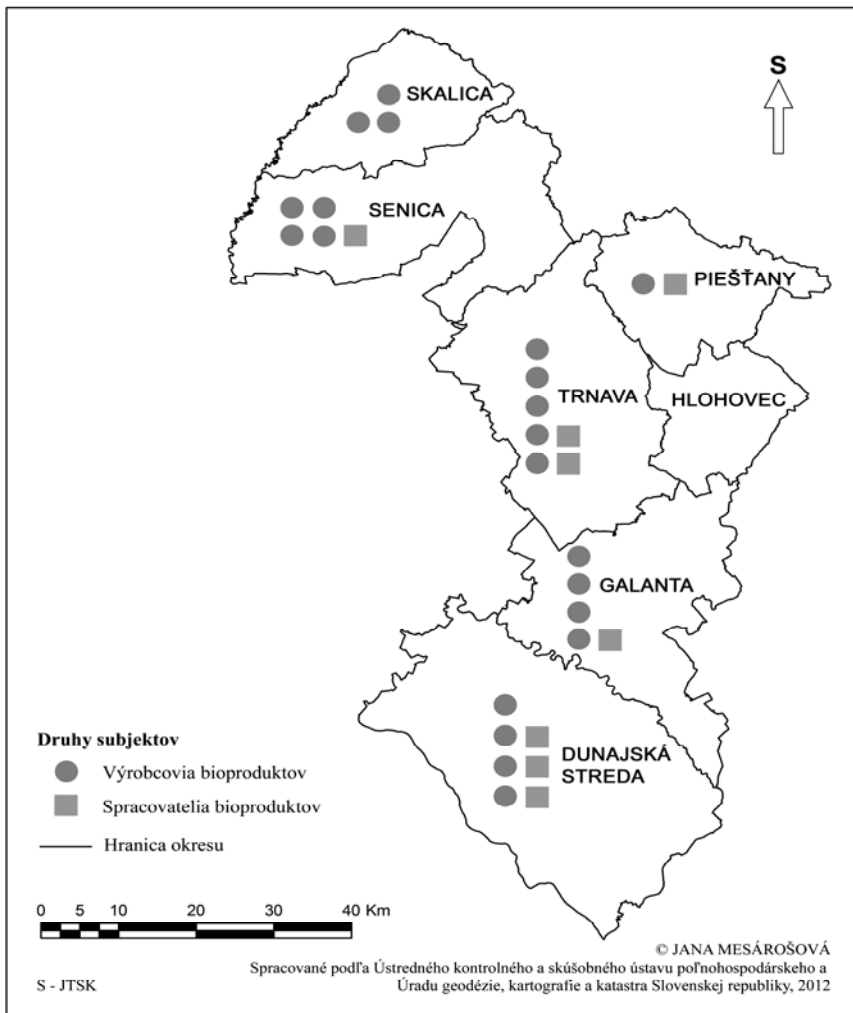 S
SKALICA
SENICA
PIEŠŤANY
TRNAVA
HLOHOVEC
GALANTA
DUNAJSKÁ
STREDA
Druhy subjektov
Výrobcovia bioproduktov
Spracovatelia bioproduktov
Hranica okresu
0 5 10 20 30 40 Km
© JANA MESÁROŠOVÁ
Spracované podľa Ústredného kontrolného a skúšobného ústavu poľnohospodárskeho a
S - JTSK
Úradu geodézie, kartografie a katastra Slovenskej republiky, 2012